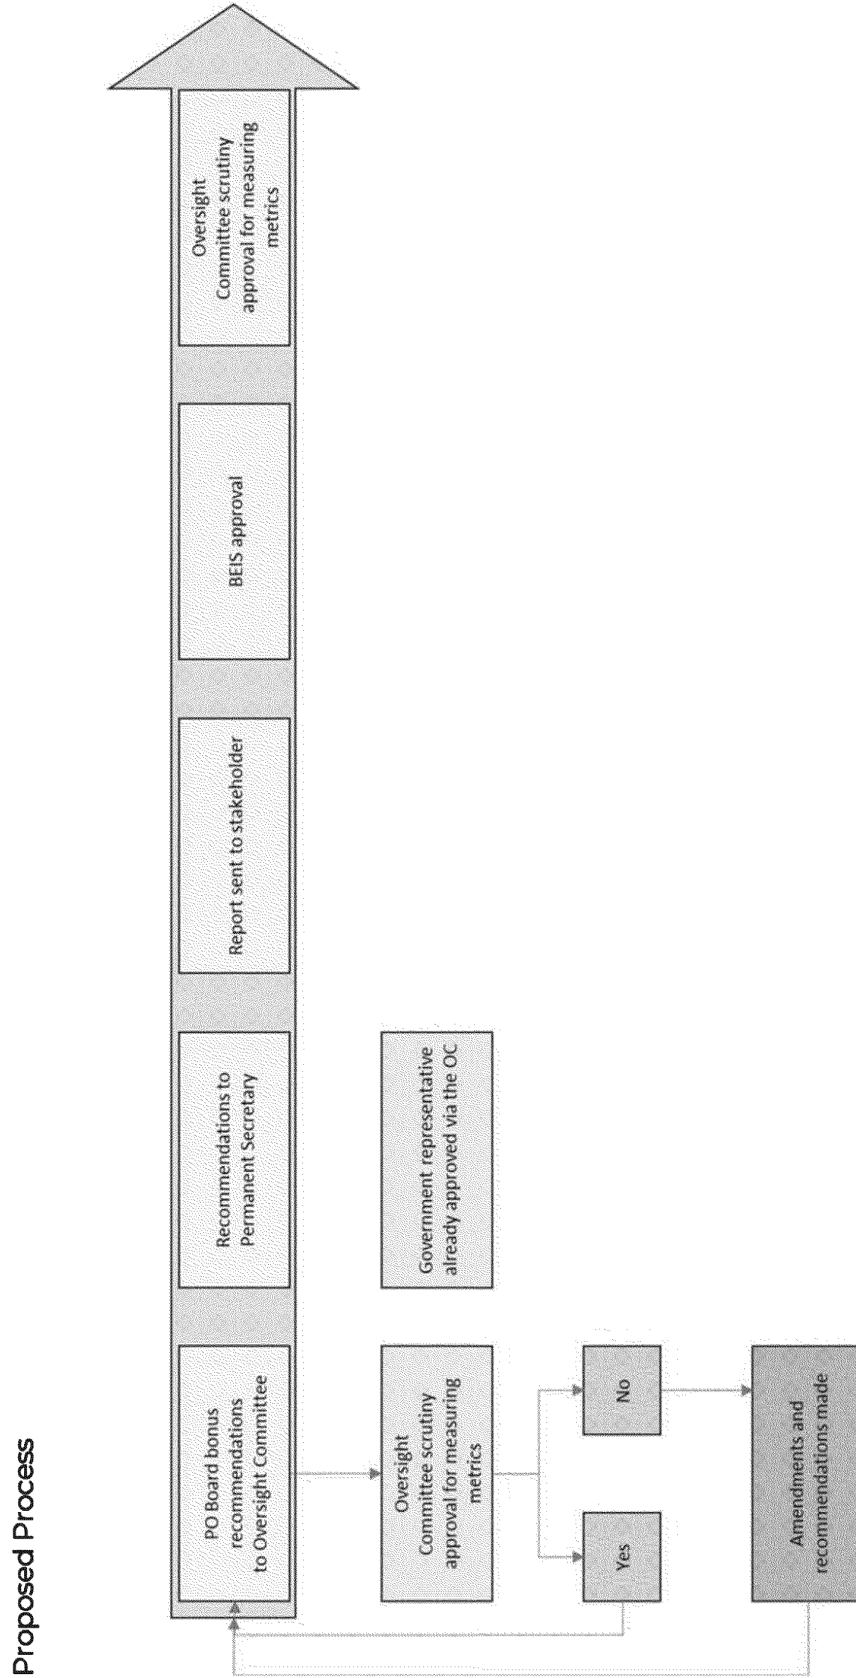 Proposed Process
PO Board bonus
recommendations
to Oversight Committee
Recommendations to
Permanent Secretary
Report sent to stakeholder
BEIS approval
Oversight
Committee scrutiny
approval for measuring
metrics
Oversight
Committee scrutiny
approval for measuring
metrics
Government representative
already approved via the OC
Yes
No
Amendments and
recommendations made